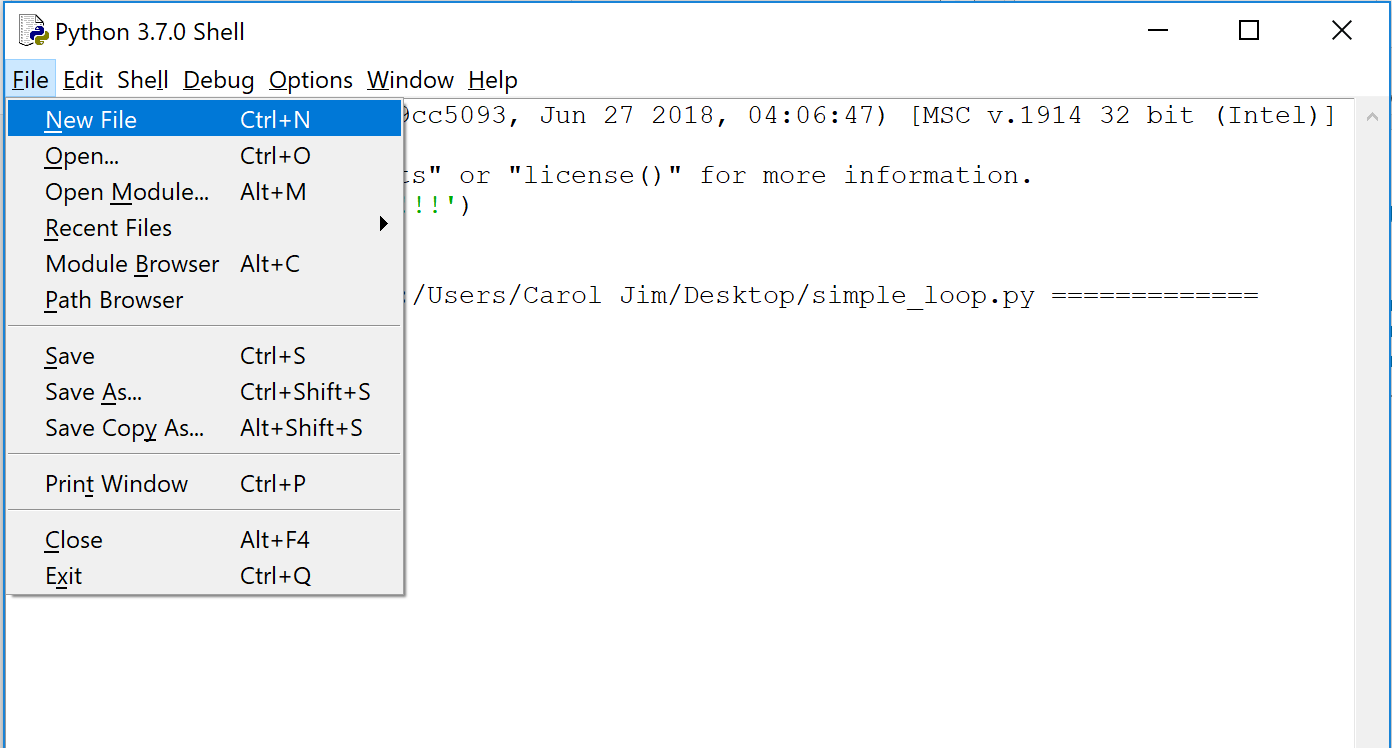 Python 3.7.0 Shell
File Edit Shell Debug Options Window Help
New File Ctrl+N
Open... Ctrl+O
Open Module... Alt+M
Recent Files
Module Browser Alt+C
Path Browser
Save Ctrl+S
Save As... Ctrl+Shift+S
Save Copy As... Alt+Shift+S
Print Window Ctrl+P
Close Alt+F4
Exit Ctrl+Q
9cc5093, Jun 27 2018, 04:06:47) [MSC v.1914 32 bit (Intel)]
ts" or "license()" for more information.
!!!')
:/Users/Carol Jim/Desktop/simple_loop.py =============